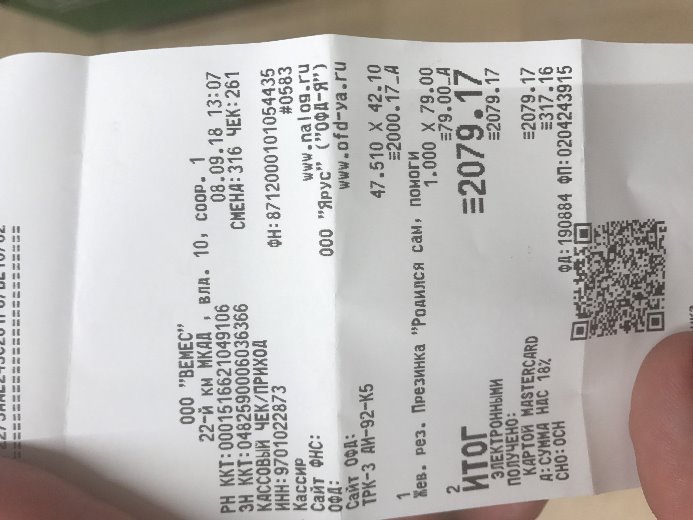 ООО "ВЕМЕС"
22-й км МКАД , влд. 10, соор. 1
РН ККТ:0001516621049106 08.09.18 13:07
ЗН ККТ:0482590006036366 СМЕНА:316 ЧЕК:261
КАССОВЫЙ ЧЕК/ПРИХОД
ИНН:9701022873 ФН:8712000101054435
Кассир #0583
Сайт ФНС: www.nalog.ru
ОФД: ООО "Ярус" ("ОФД-Я")
Сайт ОФД: www.ofd-ya.ru
ТРК-3 АИ-92-К5
47.510 X 42.10
1 ≡2000.17_А
Жев. рез. Презинка "Родился сам, помоги
1.000 X 79.00
2 ≡79.00_А
ИТОГ ≡2079.17
ЭЛЕКТРОННЫМИ ≡2079.17
ПОЛУЧЕНО:
КАРТОЙ MASTERCARD ≡2079.17
А:СУММА НДС 18% ≡317.16
СНО:ОСН ФД:190884 ФП:0204243915